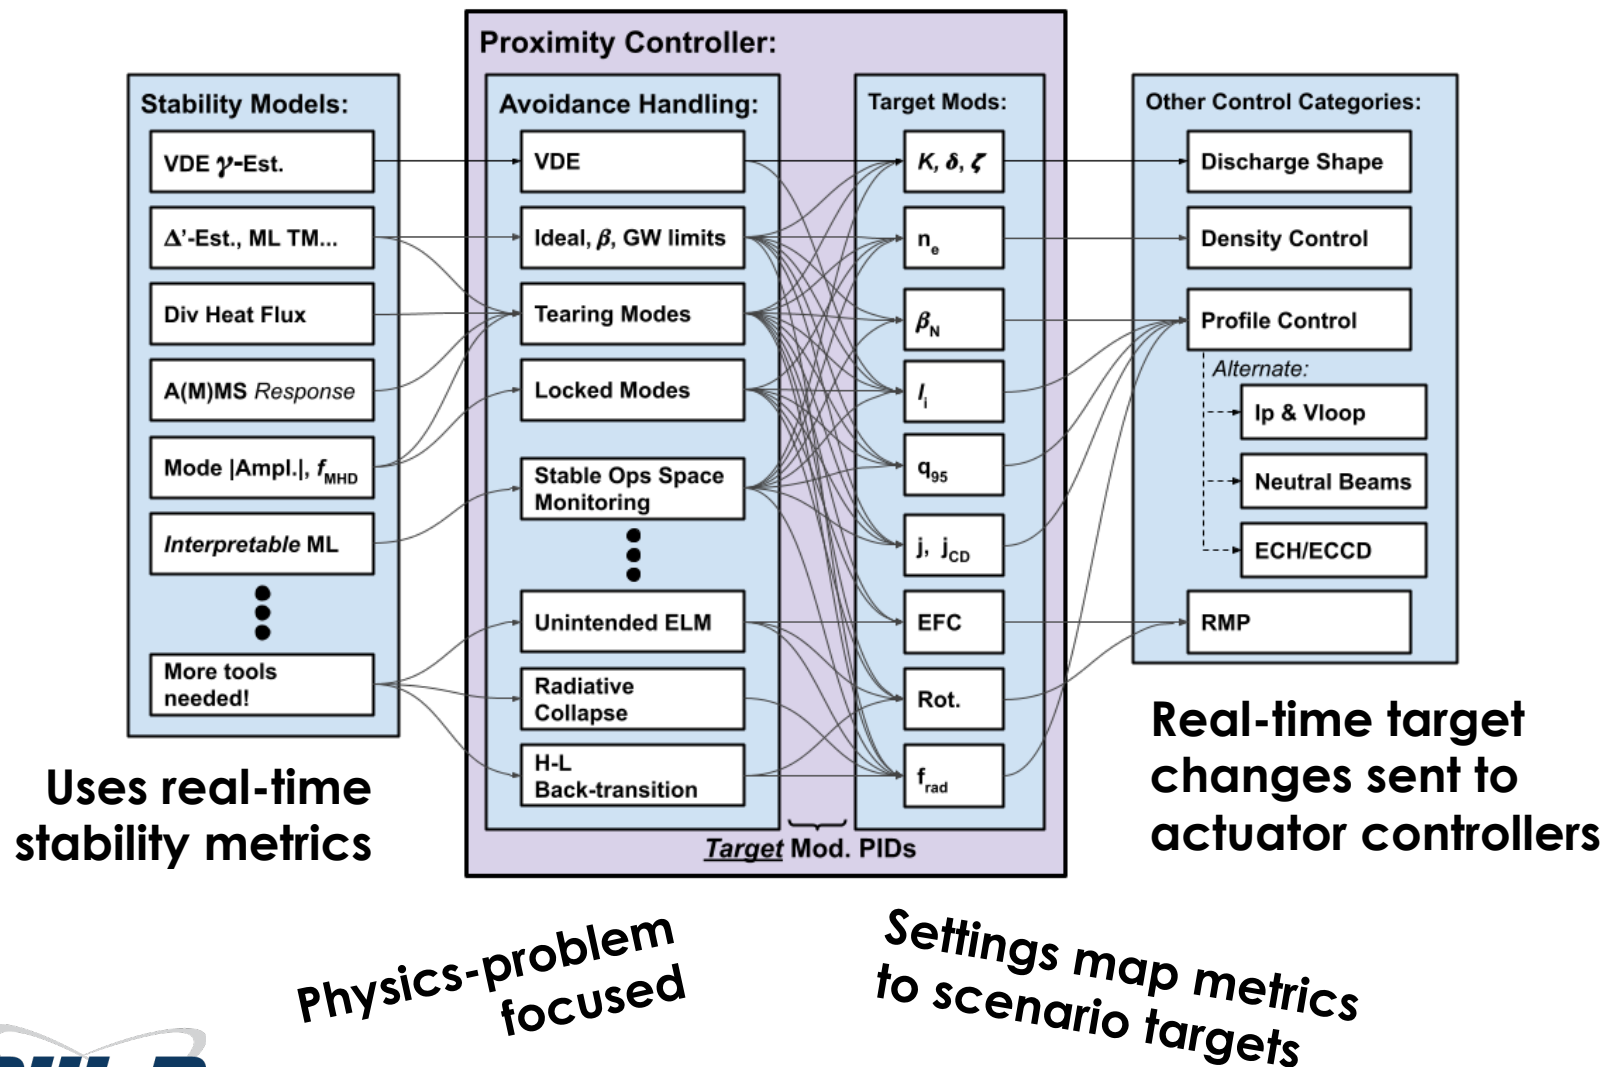 Proximity Controller:
Stability Models:
VDE γ-Est.
Δ'-Est., ML TM...
Div Heat Flux
A(M)MS Response
Mode |Ampl.|, fMHD
Interpretable ML
More tools
needed!
Avoidance Handling:
VDE
Ideal, β, GW limits
Tearing Modes
Locked Modes
Stable Ops Space
Monitoring
Unintended ELM
Radiative
Collapse
H-L
Back-transition
Target Mods:
K, δ, ζ
ne
βN
li
q95
j, jCD
EFC
Rot.
frad
Target Mod. PIDs
Other Control Categories:
Discharge Shape
Density Control
Profile Control
Alternate:
Ip & Vloop
Neutral Beams
ECH/ECCD
RMP
Uses real-time
stability metrics
Real-time target
changes sent to
actuator controllers
Physics-problem
focused
Settings map metrics
to scenario targets